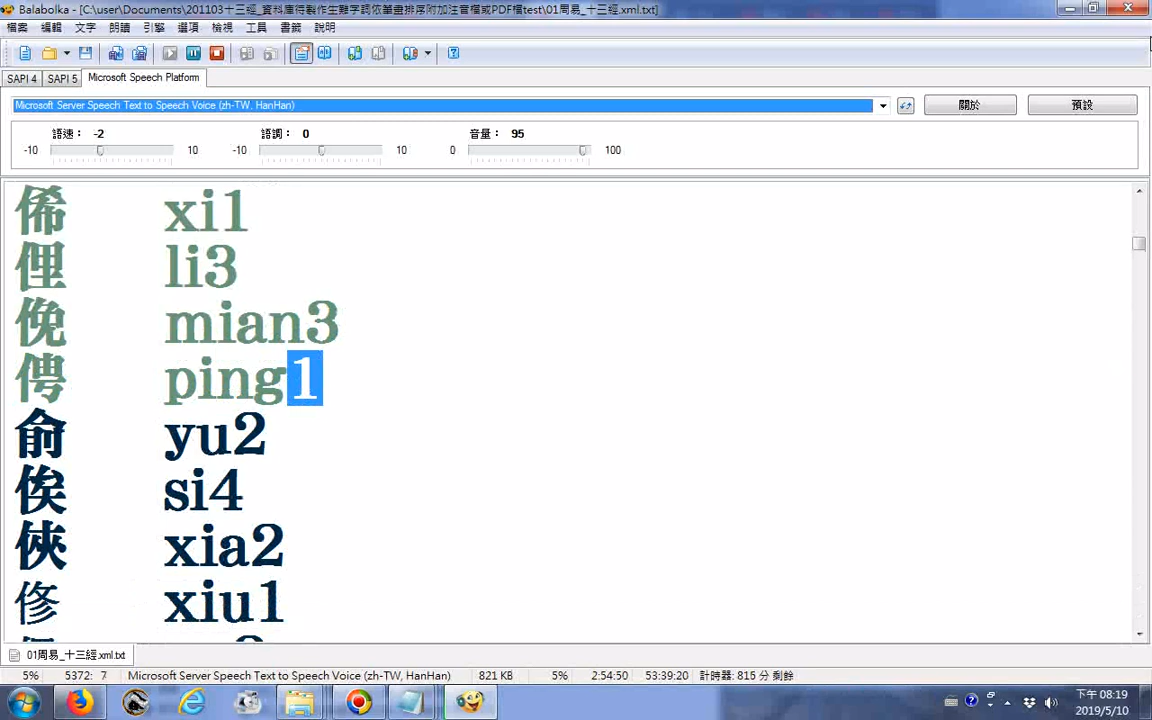 Balabolka - [C:\user\Documents\201103十三經_資料庫待製作生難字詞依筆畫排序附加注音檔或PDF檔test\01周易_十三經.xml.txt]
檔案 編輯 文字 朗讀 引擎 選項 檢視 工具 書籤 說明
SAPI 4 SAPI 5 Microsoft Speech Platform
Microsoft Server Speech Text to Speech Voice (zh-TW, HanHan) 關於 預設
語速： -2 語調： 0 音量： 95
-10 10 -10 10 0 100
俙 xi1
俚 li3
俛 mian3
俜 ping1
俞 yu2
俟 si4
俠 xia2
俢 xiu1
01周易_十三經.xml.txt
5% 5372: 7 Microsoft Server Speech Text to Speech Voice (zh-TW, HanHan) 821 KB 5% 2:54:50 53:39:20 計時器: 815 分 剩餘
下午 08:19
2019/5/10